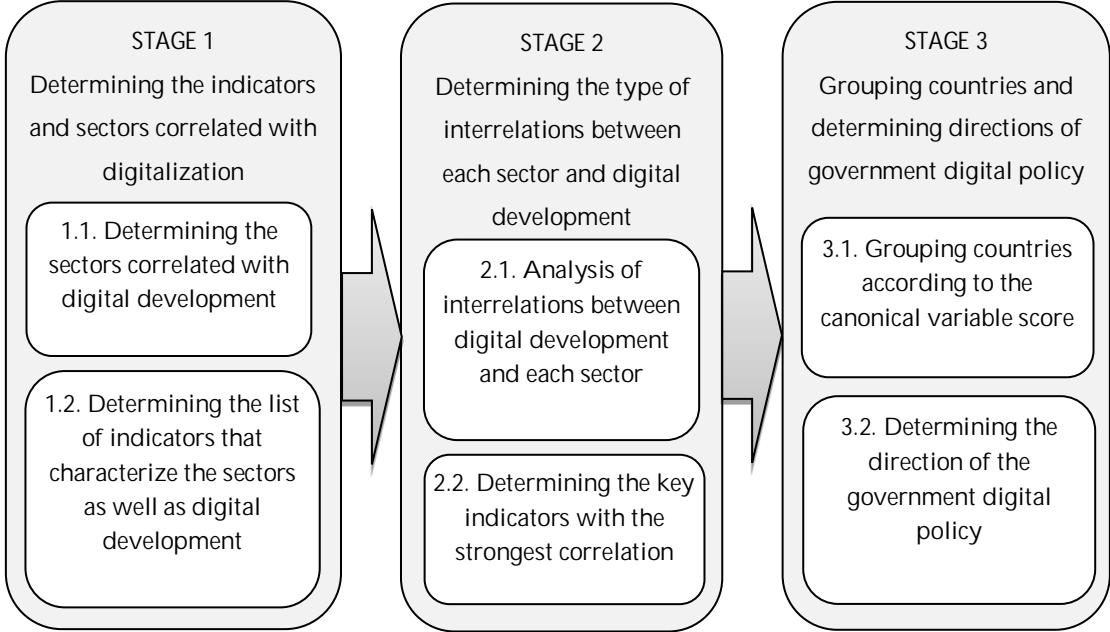 STAGE 1
Determining the indicators
and sectors correlated with
digitalization
1.1. Determining the
sectors correlated with
digital development
1.2. Determining the list
of indicators that
characterize the sectors
as well as digital
development
STAGE 2
Determining the type of
interrelations between
each sector and digital
development
2.1. Analysis of
interrelations between
digital development
and each sector
2.2. Determining the key
indicators with the
strongest correlation
STAGE 3
Grouping countries and
determining directions of
government digital policy
3.1. Grouping countries
according to the
canonical variable score
3.2. Determining the
direction of the
government digital
policy